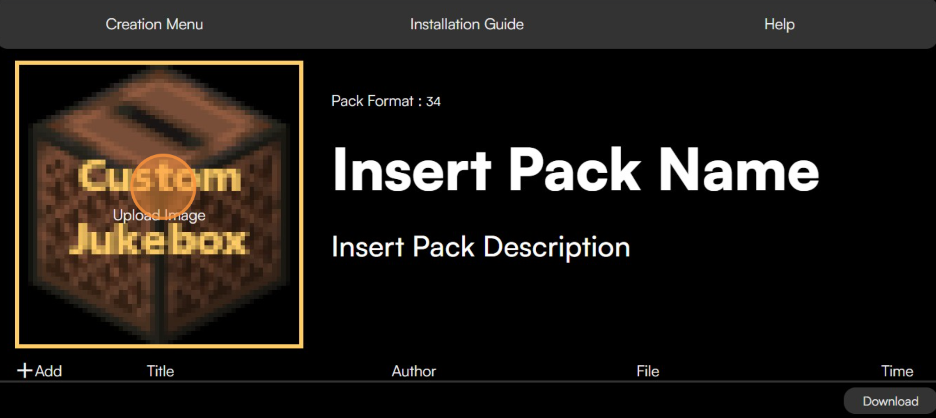 Creation Menu Installation Guide Help
Pack Format : 34
Insert Pack Name
Custom
Upload Image
Jukebox
Insert Pack Description
+Add Title Author File Time
Download